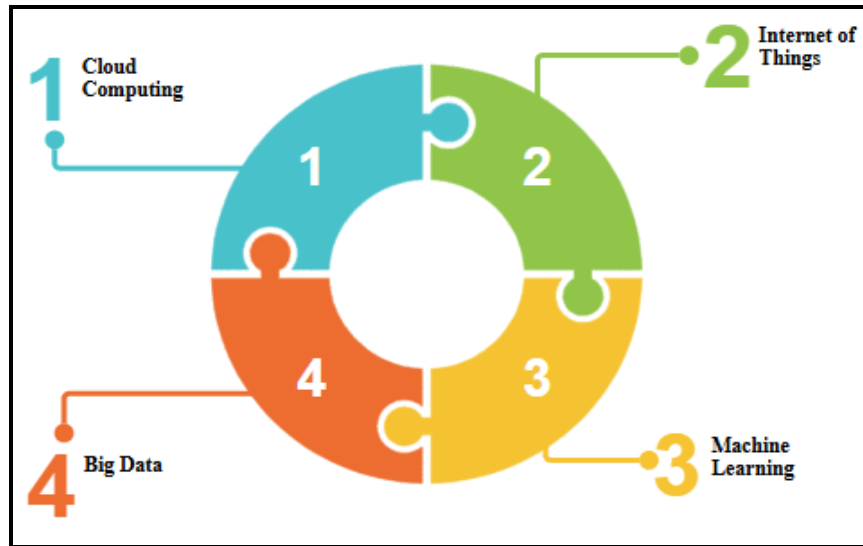 1
Cloud
Computing
2
Internet of
Things
1
2
4
3
4
Big Data
3
Machine
Learning